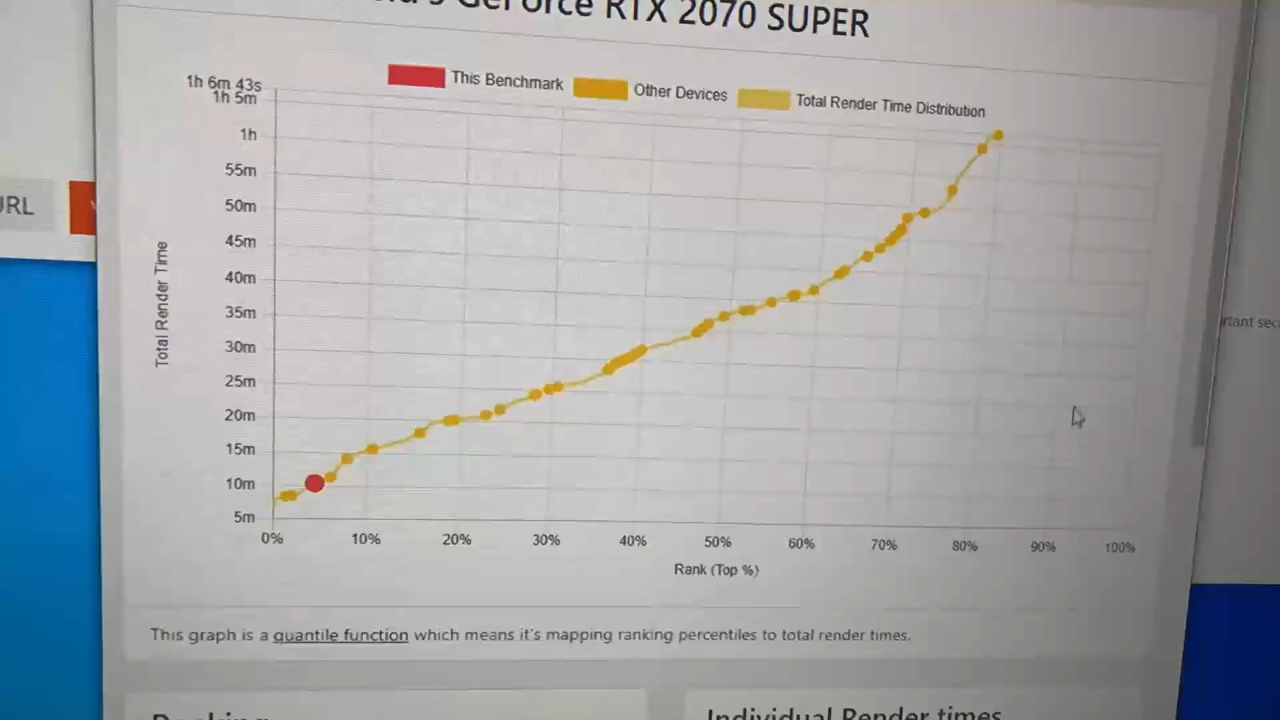 GeForce RTX 2070 SUPER
This Benchmark
Other Devices
Total Render Time Distribution
1h 6m 43s
1h 5m
1h
55m
50m
45m
40m
35m
30m
25m
20m
15m
10m
5m
Total Render Time
0% 10% 20% 30% 40% 50% 60% 70% 80% 90% 100%
Rank (Top %)
This graph is a quantile function which means it's mapping ranking percentiles to total render times.
Individual Render times